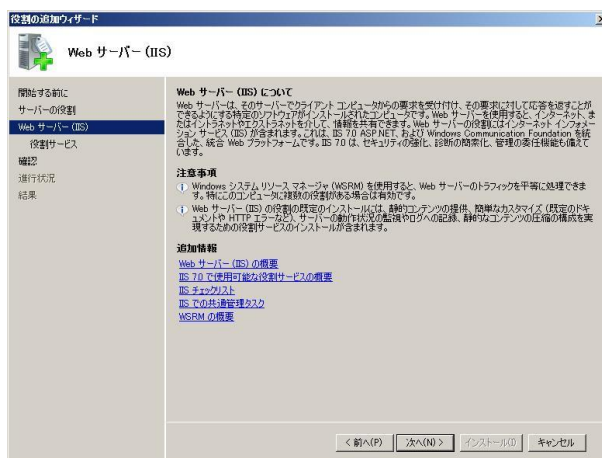 役割の追加ウィザード
Web サーバー (IIS)
開始する前に
サーバーの役割
Web サーバー (IIS)
役割サービス
確認
進行状況
結果
Web サーバー (IIS) について
Web サーバーは、そのサーバーでクライアント コンピュータからの要求を受け付け、その要求に対して応答を返すことが
できるようにする特定のソフトウェアがインストールされたコンピュータです。Web サーバーを使用すると、インターネット、ま
たはイントラネットやエクストラネットを介して、情報を共有できます。Web サーバーの役割にはインターネット インフォメー
ション サービス (IIS) が含まれます。これは、IIS 7.0 ASP.NET、および Windows Communication Foundation を統
合した、統合 Web プラットフォームです。IIS 7.0 は、セキュリティの強化、診断の簡素化、管理の委任機能も備えて
います。
注意事項
Windows システム リソース マネージャ (WSRM) を使用すると、Web サーバーのトラフィックを平等に処理できま
す。特にこのコンピュータに複数の役割がある場合は有効です。
Web サーバー (IIS) の役割の既定のインストールには、静的コンテンツの提供、簡単なカスタマイズ (既定のドキ
ュメントや HTTP エラーなど)、サーバーの動作状況の監視やログへの記録、静的なコンテンツの圧縮の構成を実
現するための役割サービスのインストールが含まれます。
追加情報
Web サーバー (IIS) の概要
IIS 7.0 で使用可能な役割サービスの概要
IIS チェックリスト
IIS での共通管理タスク
WSRM の概要
< 前へ(P)
次へ(N) >
インストール(I)
キャンセル